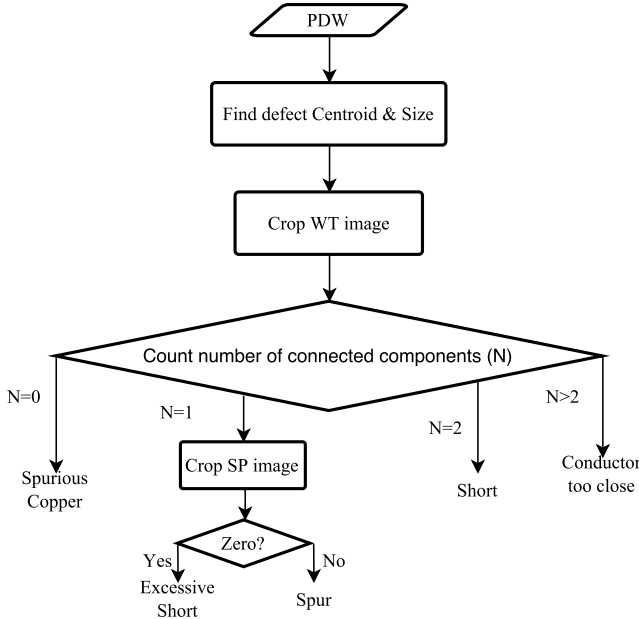 PDW
Find defect Centroid & Size
Crop WT image
Count number of connected components (N)
N=0
N=1
N=2
N>2
Spurious
Copper
Crop SP image
Short
Conductor
too close
Zero?
Yes
No
Excessive
Short
Spur